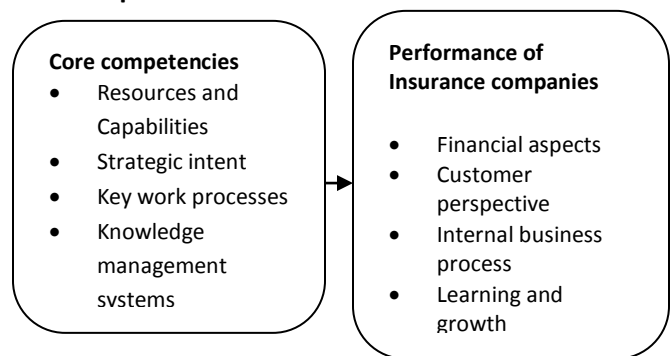 Core competencies
• Resources and
Capabilities
• Strategic intent
• Key work processes
• Knowledge
management
systems
Performance of
Insurance companies
• Financial aspects
• Customer
perspective
• Internal business
process
• Learning and
growth